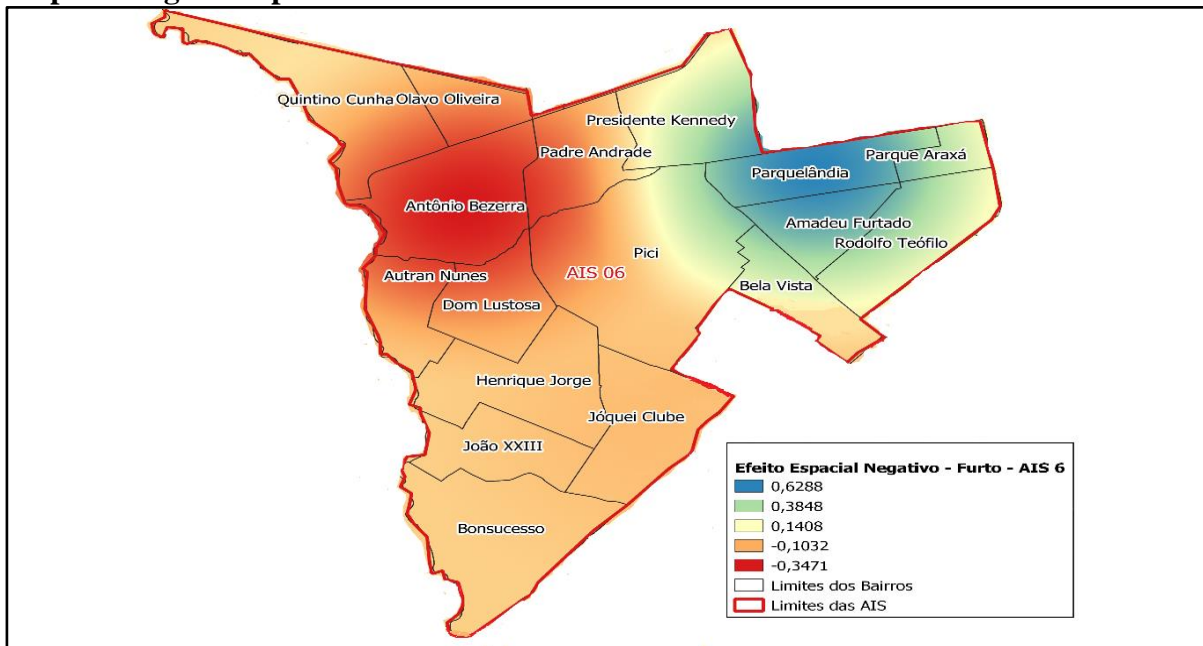 Quintino Cunha
Olavo Oliveira
Presidente Kennedy
Padre Andrade
Parque Araxá
Parquelândia
Antônio Bezerra
Amadeu Furtado
Rodolfo Teófilo
Pici
AIS 06
Autran Nunes
Bela Vista
Dom Lustosa
Henrique Jorge
Jóquei Clube
João XXIII
Bonsucesso
Efeito Espacial Negativo - Furto - AIS 6
0,6288
0,3848
0,1408
-0,1032
-0,3471
Limites dos Bairros
Limites das AIS